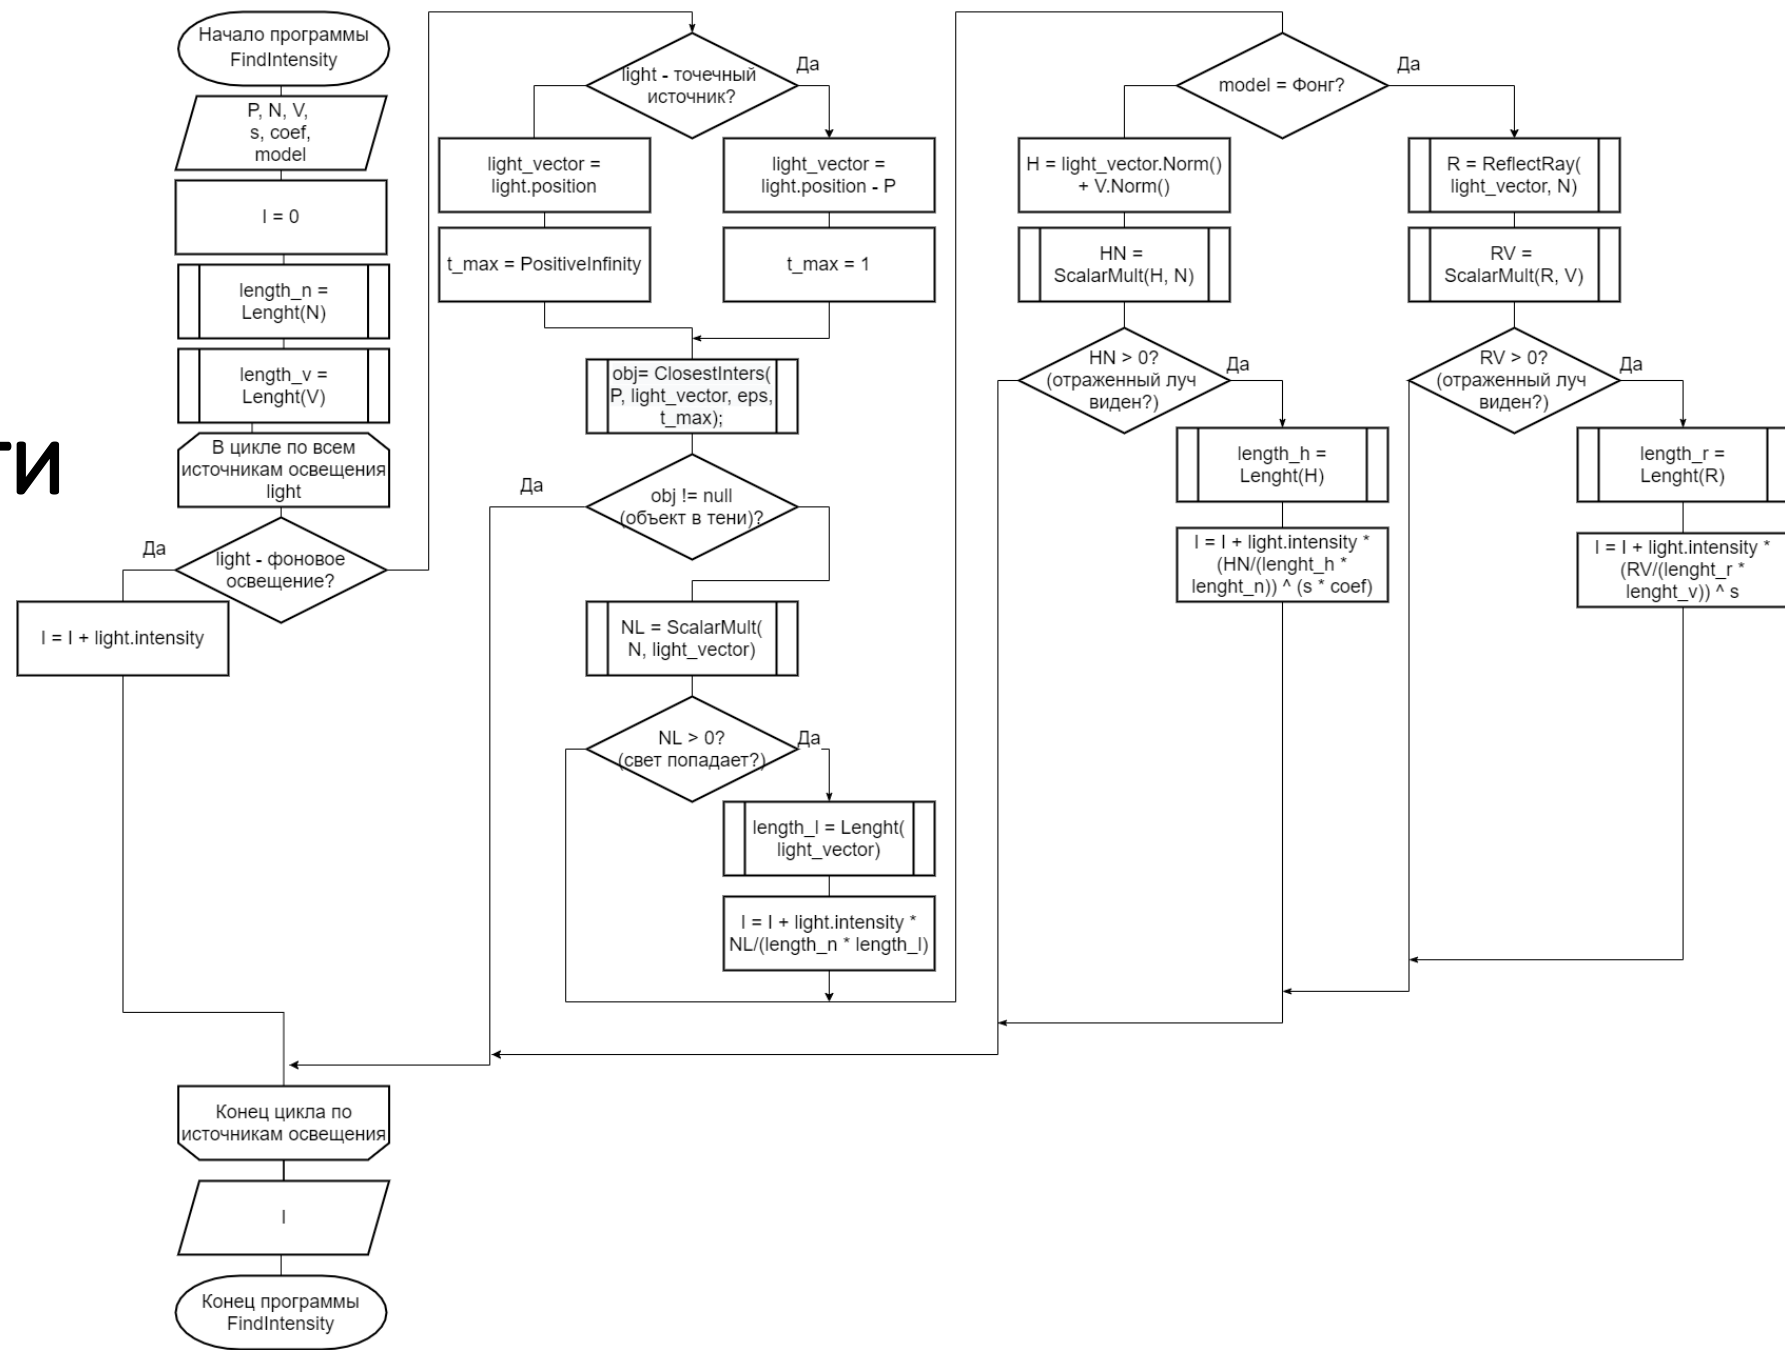 Начало программы
FindIntensity
P, N, V,
s, coef,
model
I = 0
length_n =
Lenght(N)
length_v =
Lenght(V)
В цикле по всем
источникам освещения
light
Да
light - фоновое
освещение?
I = I + light.intensity
ти
Конец цикла по
источникам освещения
I
Конец программы
FindIntensity
light - точечный
источник?
Да
light_vector =
light.position
light_vector =
light.position - P
t_max = PositiveInfinity
t_max = 1
obj= ClosestInters(
P, light_vector, eps,
t_max);
Да
obj != null
(объект в тени)?
NL = ScalarMult(
N, light_vector)
NL > 0?
(свет попадает?)
Да
length_l = Lenght(
light_vector)
I = I + light.intensity *
NL/(length_n * length_l)
model = Фонг?
Да
H = light_vector.Norm()
+ V.Norm()
HN =
ScalarMult(H, N)
HN > 0?
(отраженный луч
виден?)
Да
length_h =
Lenght(H)
I = I + light.intensity *
(HN/(lenght_h *
lenght_n)) ^ (s * coef)
R = ReflectRay(
light_vector, N)
RV =
ScalarMult(R, V)
RV > 0?
(отраженный луч
виден?)
Да
length_r =
Lenght(R)
I = I + light.intensity *
(RV/(lenght_r *
lenght_v)) ^ s